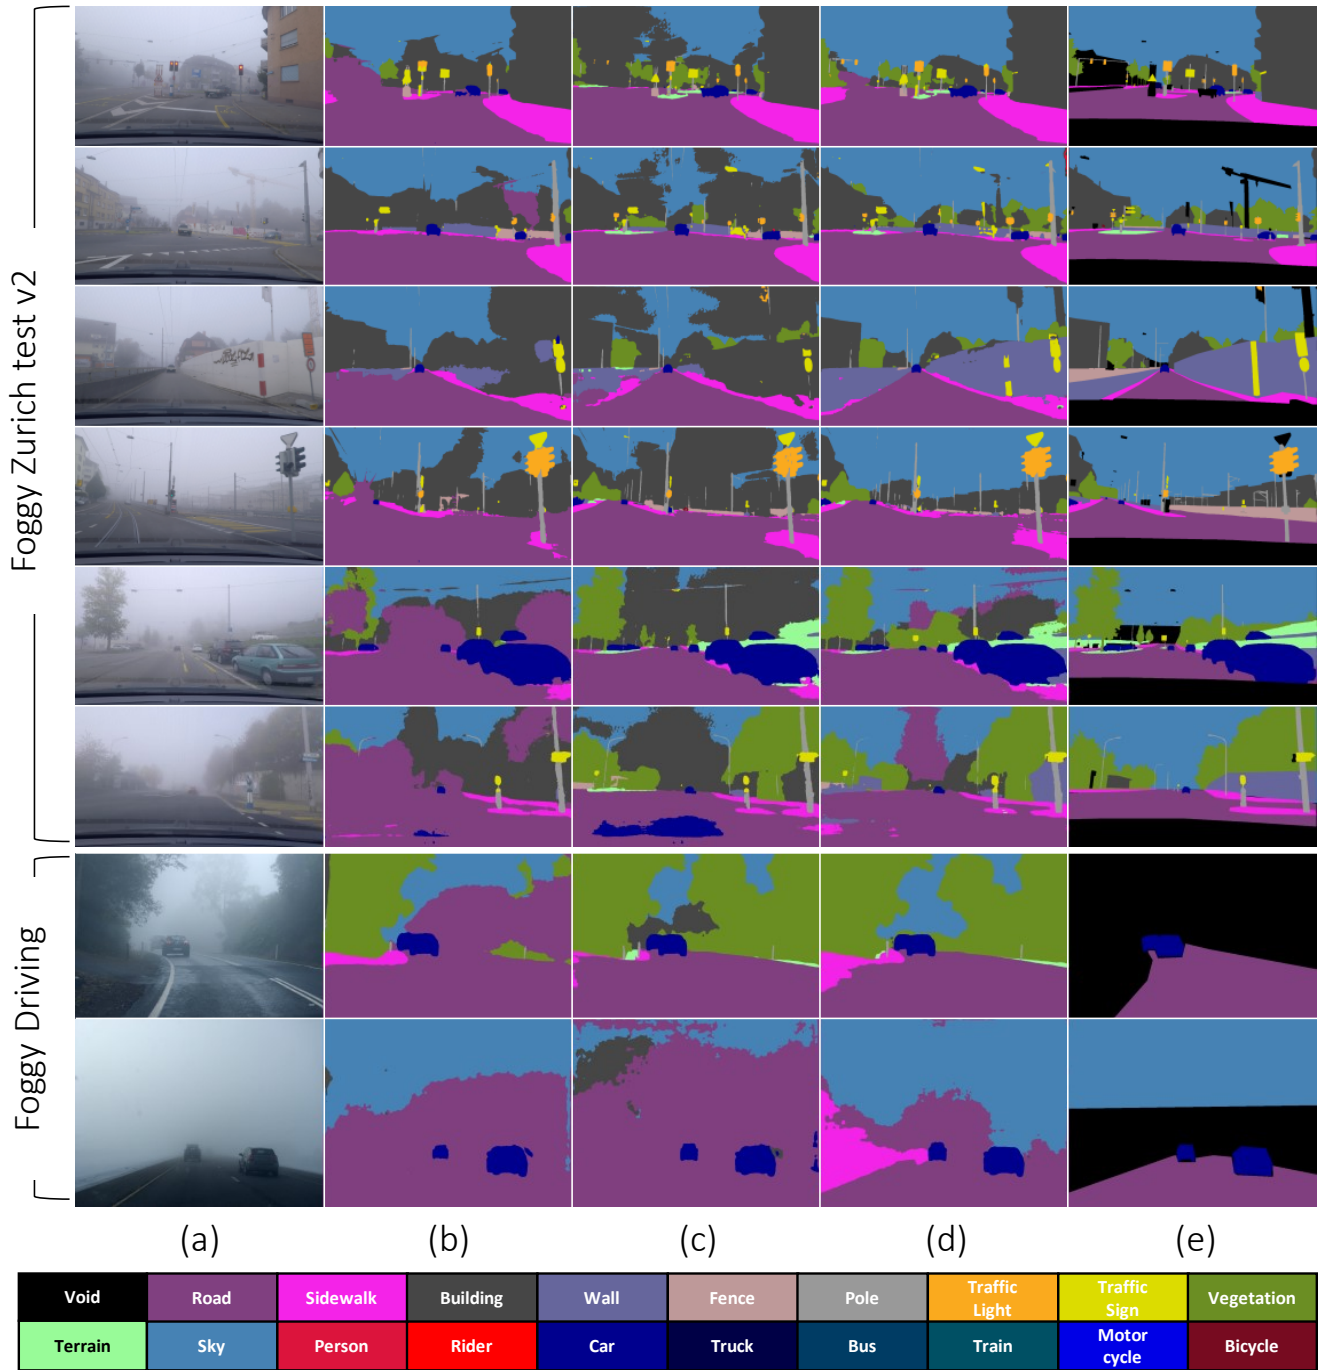 Foggy Zurich test v2
Foggy Driving
(a) (b) (c) (d) (e)
Void Road Sidewalk Building Wall Fence Pole Traffic Light Traffic Sign Vegetation
Terrain Sky Person Rider Car Truck Bus Train Motor cycle Bicycle